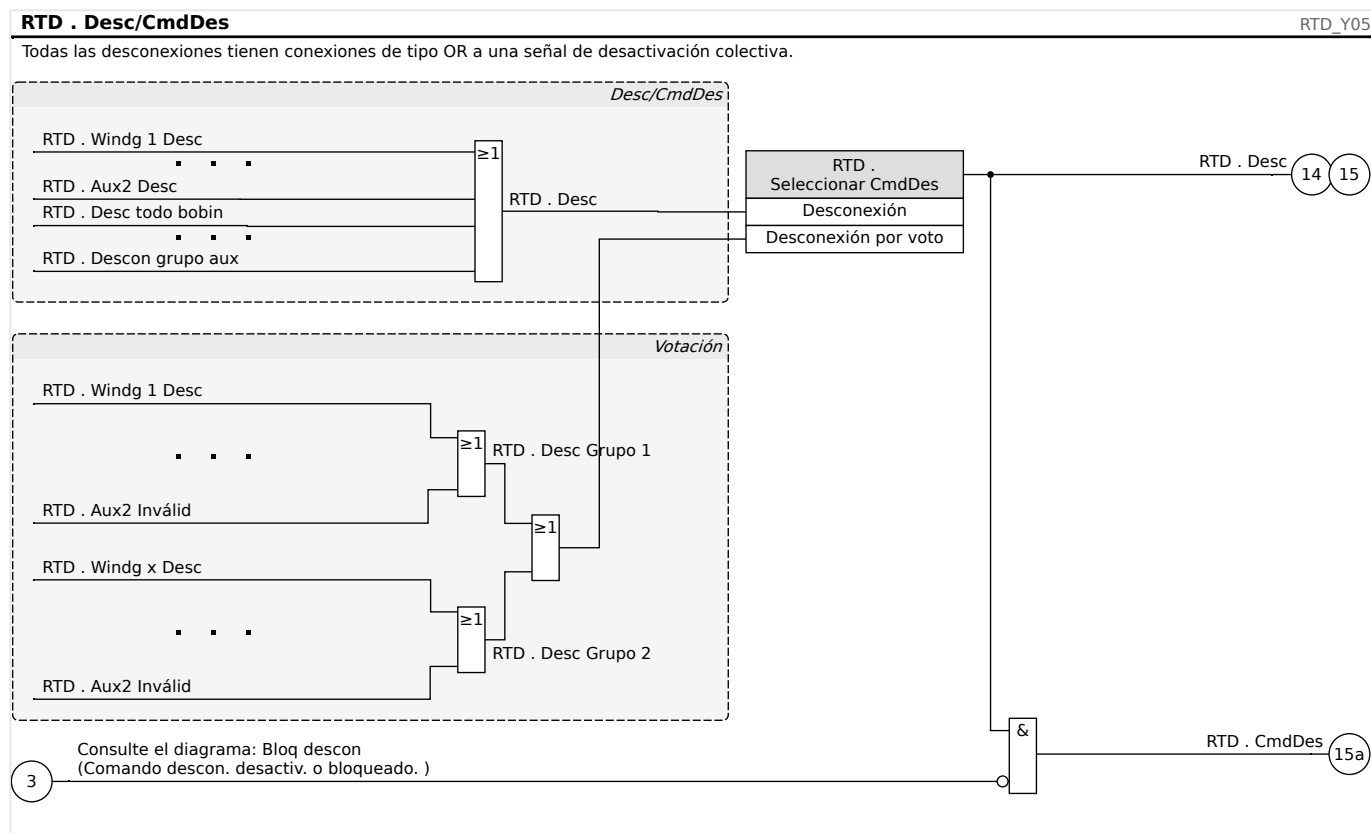 RTD . Desc/CmdDes
RTD_Y05
Todas las desconexiones tienen conexiones de tipo OR a una señal de desactivación colectiva.
Desc/CmdDes
RTD . Windg 1 Desc
≥1
RTD . Aux2 Desc
RTD . Desc todo bobin
RTD . Descon grupo aux
RTD . Desc
RTD .
Seleccionar CmdDes
Desconexión
Desconexión por voto
RTD . Desc
14
15
Votación
RTD . Windg 1 Desc
≥1
RTD . Desc Grupo 1
RTD . Aux2 Inválid
≥1
RTD . Windg x Desc
≥1
RTD . Desc Grupo 2
RTD . Aux2 Inválid
Consulte el diagrama: Bloq descon
(Comando descon. desactiv. o bloqueado. )
3
&
RTD . CmdDes
15a